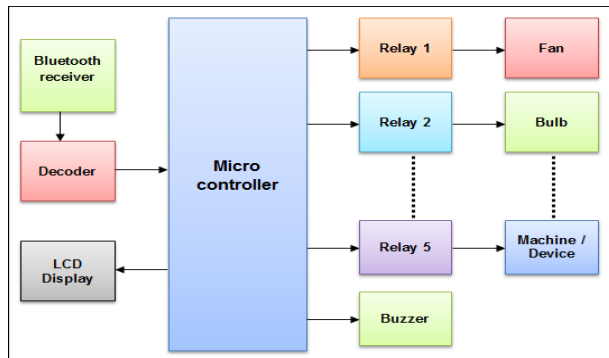 Bluetooth
receiver
Decoder
LCD
Display
Micro
controller
Relay 1
Fan
Relay 2
Bulb
Relay 5
Machine /
Device
Buzzer